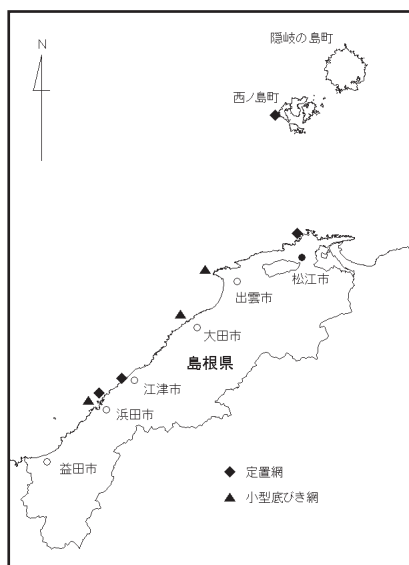 N
隠岐の島町
西ノ島町
松江市
出雲市
大田市
島根県
江津市
浜田市
益田市
定置網
小型底びき網